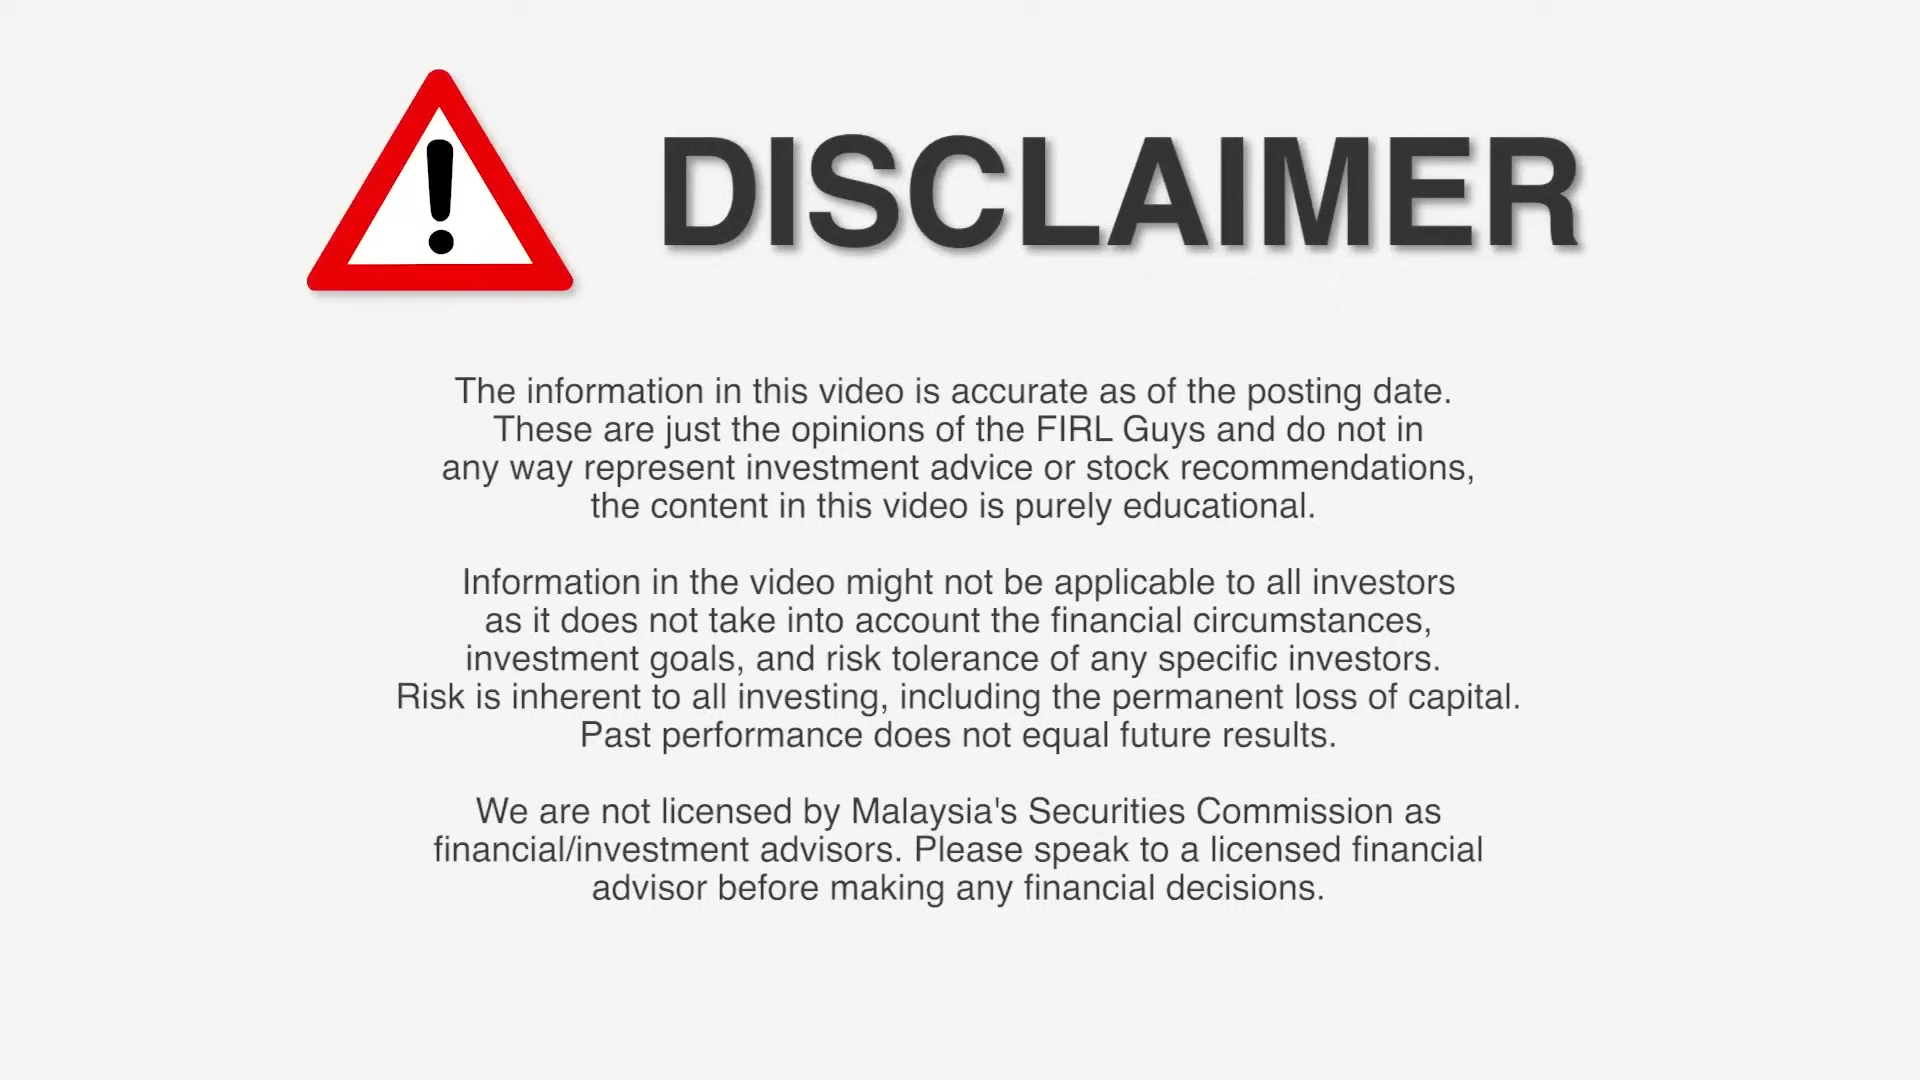 DISCLAIMER
The information in this video is accurate as of the posting date.
These are just the opinions of the FIRL Guys and do not in
any way represent investment advice or stock recommendations,
the content in this video is purely educational.
Information in the video might not be applicable to all investors
as it does not take into account the financial circumstances,
investment goals, and risk tolerance of any specific investors.
Risk is inherent to all investing, including the permanent loss of capital.
Past performance does not equal future results.
We are not licensed by Malaysia's Securities Commission as
financial/investment advisors. Please speak to a licensed financial
advisor before making any financial decisions.